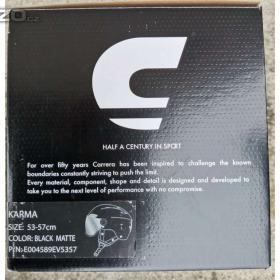 HALF A CENTURY IN SPORT
For over fifty years Carrera has been inspired to challenge the known
boundaries constantly striving to push the limit.
Every material, component, shape and detail is designed and developed to
take you to the next level of performance with no compromise.
KARMA
SIZE: 53-57cm
COLOR: BLACK MATTE
P/N: E004589EV5357